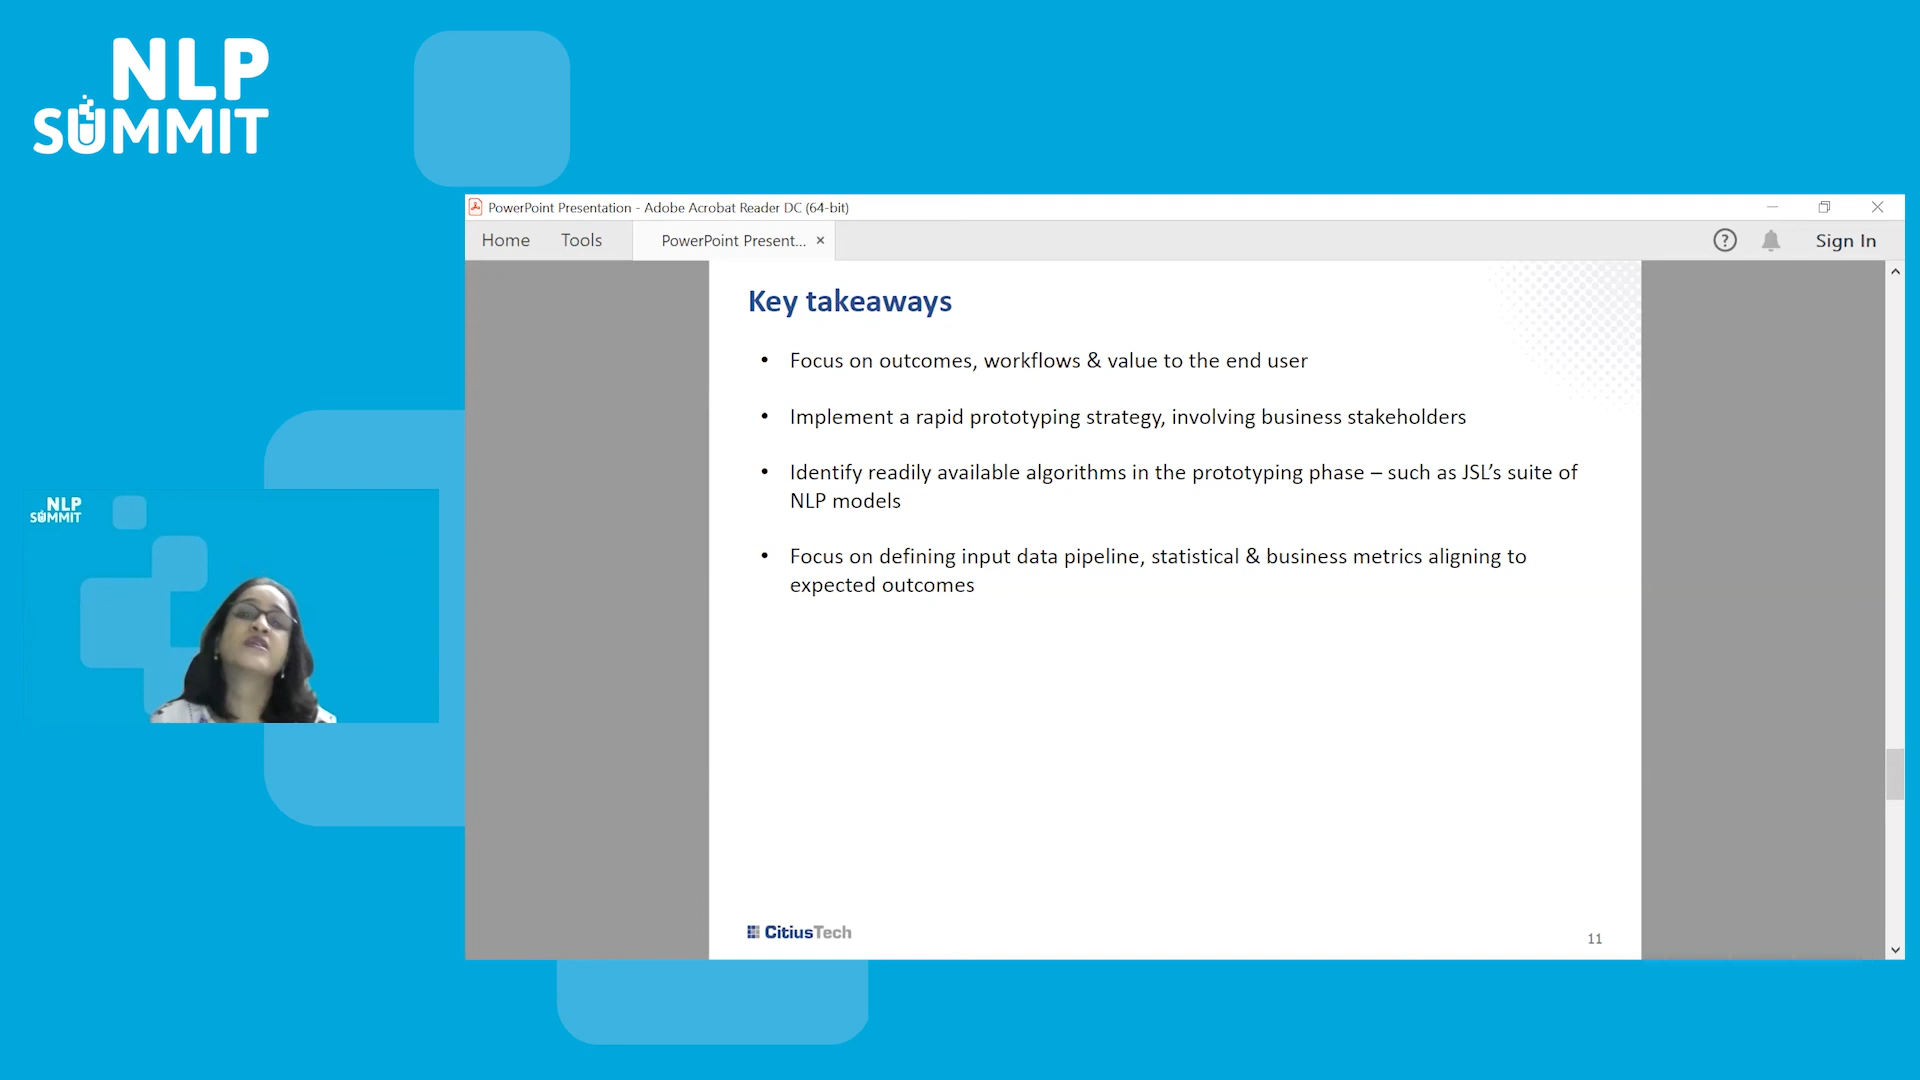 NLP
SUMMIT
PowerPoint Presentation - Adobe Acrobat Reader DC (64-bit)
Home
Tools
PowerPoint Present...
Sign In
Key takeaways
• Focus on outcomes, workflows & value to the end user
• Implement a rapid prototyping strategy, involving business stakeholders
• Identify readily available algorithms in the prototyping phase – such as JSL’s suite of
NLP models
• Focus on defining input data pipeline, statistical & business metrics aligning to
expected outcomes
CitiusTech
11
NLP
SUMMIT